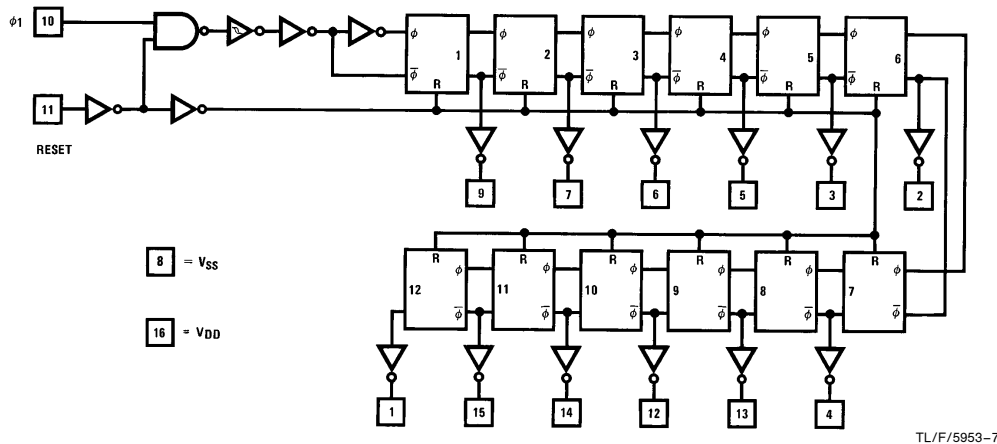 ϕ1 10
ϕ ϕ ϕ ϕ ϕ ϕ
1 2 3 4 5 6
ϕ̅ ϕ̅ ϕ̅ ϕ̅ ϕ̅ ϕ̅
R R R R R R
11
RESET
9 7 6 5 3 2
8 = VSS
R R R R R R
ϕ ϕ ϕ ϕ ϕ
12 11 10 9 8 7
ϕ̅ ϕ̅ ϕ̅ ϕ̅ ϕ̅ ϕ̅
ϕ
16 = VDD
1 15 14 12 13 4
TL/F/5953–7